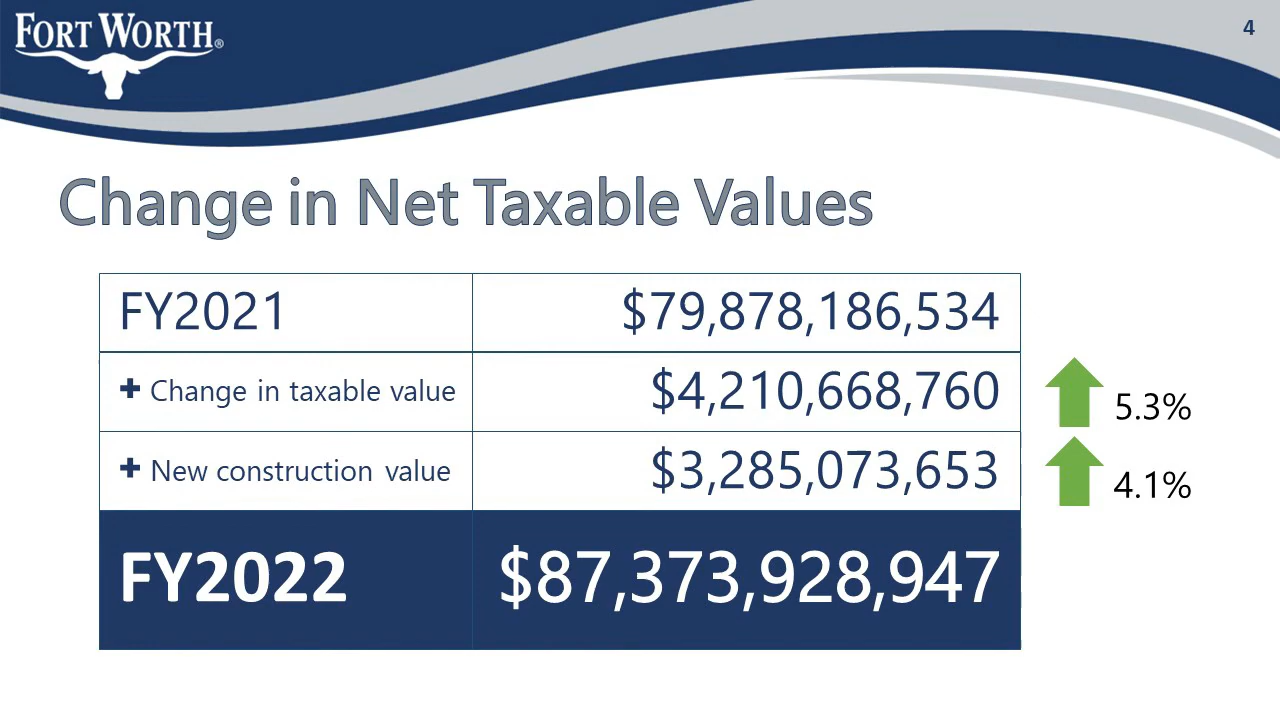 FORT WORTH®
4
Change in Net Taxable Values
FY2021 $79,878,186,534
+ Change in taxable value $4,210,668,760 5.3%
+ New construction value $3,285,073,653 4.1%
FY2022 $87,373,928,947